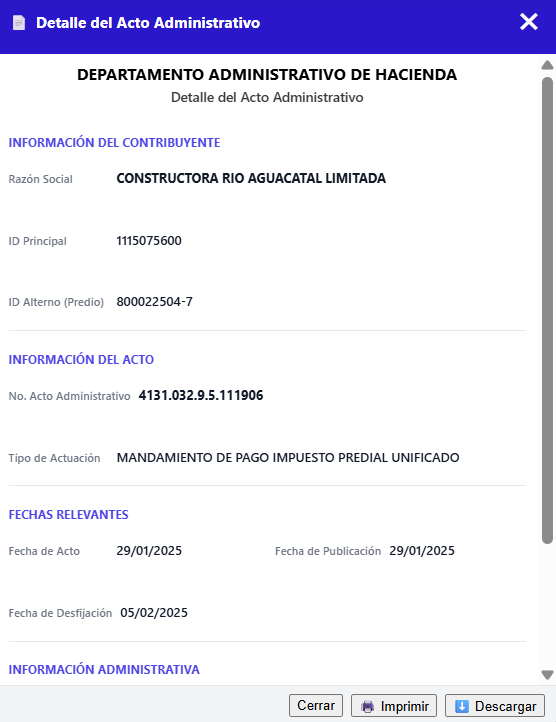 Detalle del Acto Administrativo
DEPARTAMENTO ADMINISTRATIVO DE HACIENDA
Detalle del Acto Administrativo
INFORMACIÓN DEL CONTRIBUYENTE
Razón Social CONSTRUCTORA RIO AGUACATAL LIMITADA
ID Principal 1115075600
ID Alterno (Predio) 800022504-7
INFORMACIÓN DEL ACTO
No. Acto Administrativo 4131.032.9.5.111906
Tipo de Actuación MANDAMIENTO DE PAGO IMPUESTO PREDIAL UNIFICADO
FECHAS RELEVANTES
Fecha de Acto 29/01/2025 Fecha de Publicación 29/01/2025
Fecha de Desfijación 05/02/2025
INFORMACIÓN ADMINISTRATIVA
Cerrar Imprimir Descargar